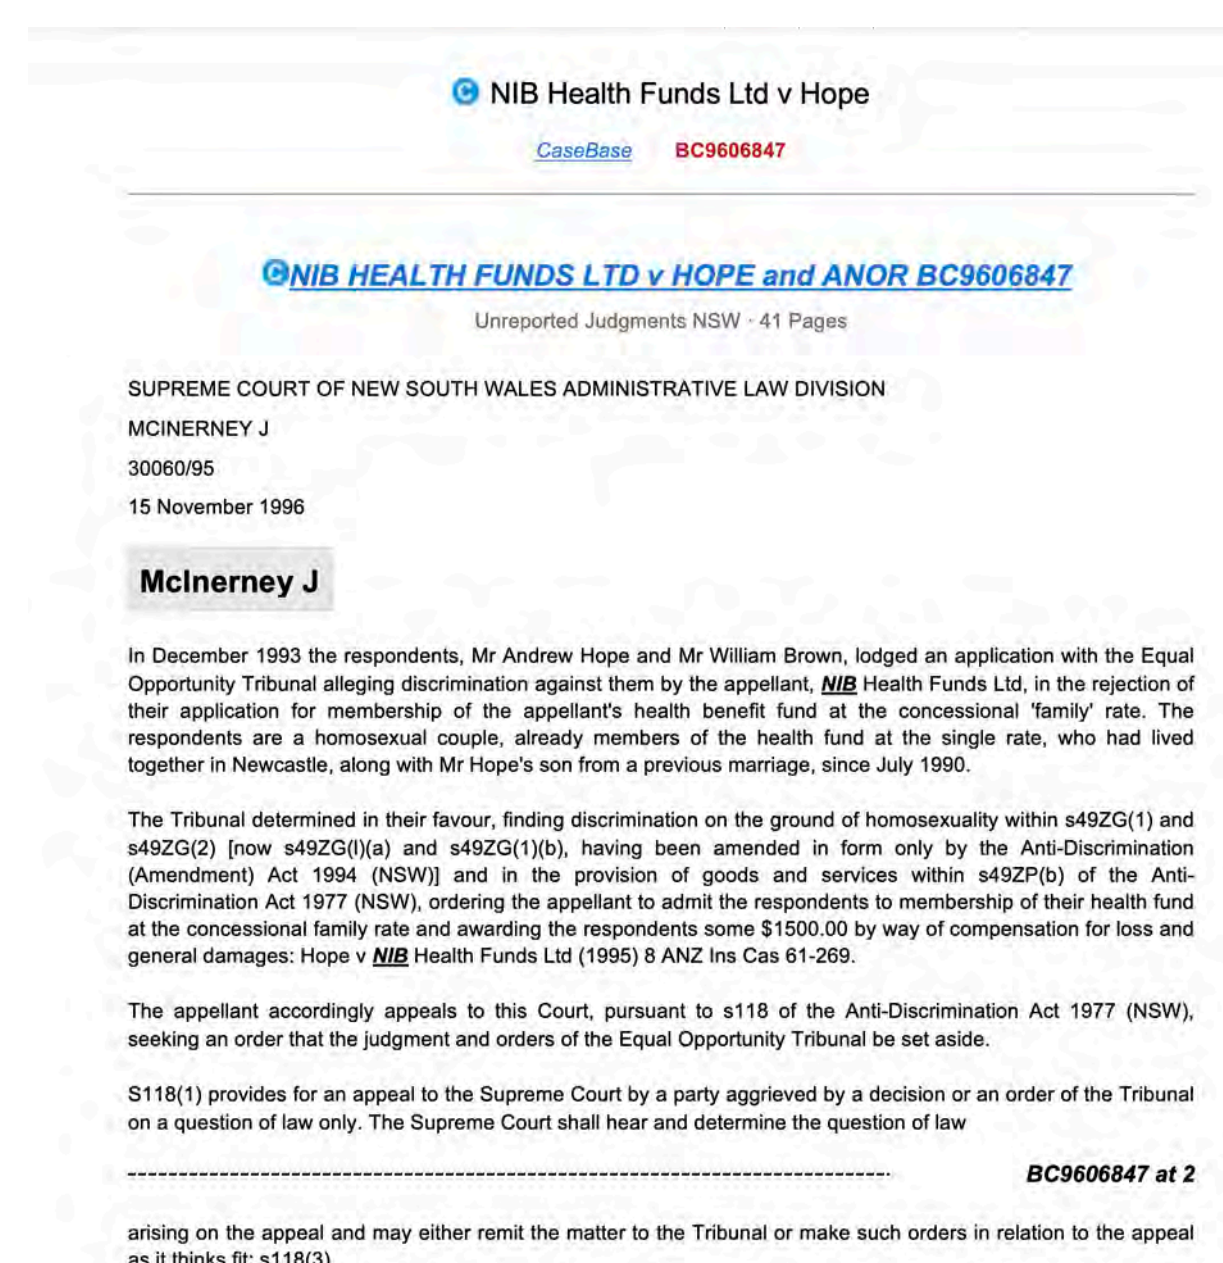 NIB Health Funds Ltd v Hope
CaseBase BC9606847
NIB HEALTH FUNDS LTD v HOPE and ANOR BC9606847
Unreported Judgments NSW · 41 Pages
SUPREME COURT OF NEW SOUTH WALES ADMINISTRATIVE LAW DIVISION
MCINERNEY J
30060/95
15 November 1996
McInerney J
In December 1993 the respondents, Mr Andrew Hope and Mr William Brown, lodged an application with the Equal
Opportunity Tribunal alleging discrimination against them by the appellant, NIB Health Funds Ltd, in the rejection of
their application for membership of the appellant's health benefit fund at the concessional 'family' rate. The
respondents are a homosexual couple, already members of the health fund at the single rate, who had lived
together in Newcastle, along with Mr Hope's son from a previous marriage, since July 1990.
The Tribunal determined in their favour, finding discrimination on the ground of homosexuality within s49ZG(1) and
s49ZG(2) [now s49ZG(l)(a) and s49ZG(1)(b), having been amended in form only by the Anti-Discrimination
(Amendment) Act 1994 (NSW)] and in the provision of goods and services within s49ZP(b) of the Anti-
Discrimination Act 1977 (NSW), ordering the appellant to admit the respondents to membership of their health fund
at the concessional family rate and awarding the respondents some $1500.00 by way of compensation for loss and
general damages: Hope v NIB Health Funds Ltd (1995) 8 ANZ Ins Cas 61-269.
The appellant accordingly appeals to this Court, pursuant to s118 of the Anti-Discrimination Act 1977 (NSW),
seeking an order that the judgment and orders of the Equal Opportunity Tribunal be set aside.
S118(1) provides for an appeal to the Supreme Court by a party aggrieved by a decision or an order of the Tribunal
on a question of law only. The Supreme Court shall hear and determine the question of law
BC9606847 at 2
arising on the appeal and may either remit the matter to the Tribunal or make such orders in relation to the appeal
as it thinks fit: s118(3)